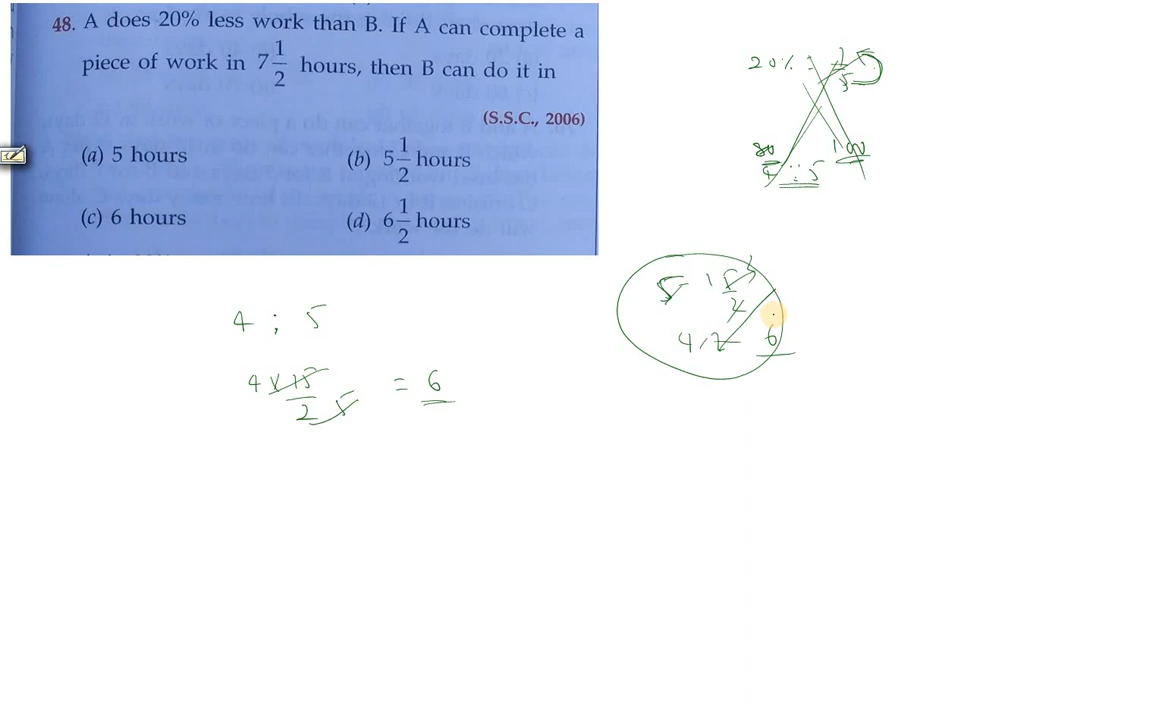 48. A does 20% less work than B. If A can complete a
piece of work in 7 1/2 hours, then B can do it in
(S.S.C., 2006)
(a) 5 hours (b) 5 1/2 hours
(c) 6 hours (d) 6 1/2 hours
20% =
80 100
: 5
5 15
4 6
4 : 5
4 x 15 / 2 5 = 6